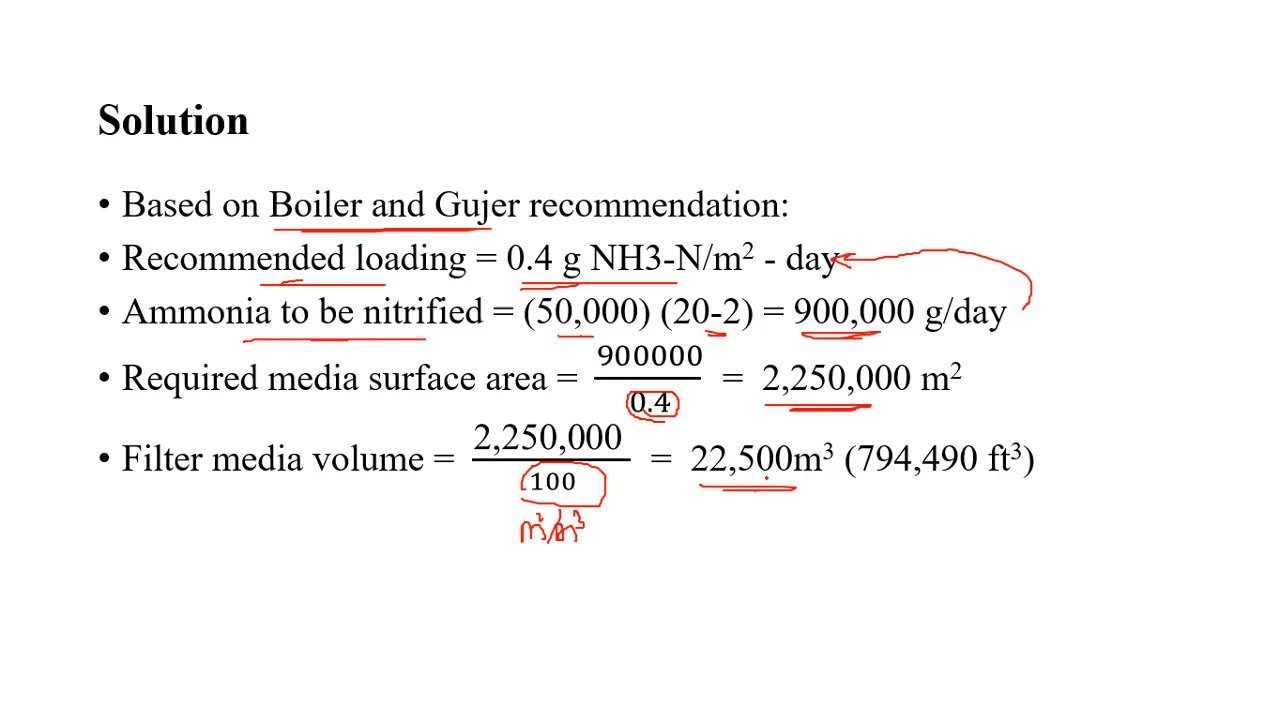 Solution
• Based on Boiler and Gujer recommendation:
• Recommended loading = 0.4 g NH3-N/m² - day
• Ammonia to be nitrified = (50,000) (20-2) = 900,000 g/day
• Required media surface area = 900000 / 0.4 = 2,250,000 m²
• Filter media volume = 2,250,000 / 100 = 22,500m³ (794,490 ft³)
m²/m³